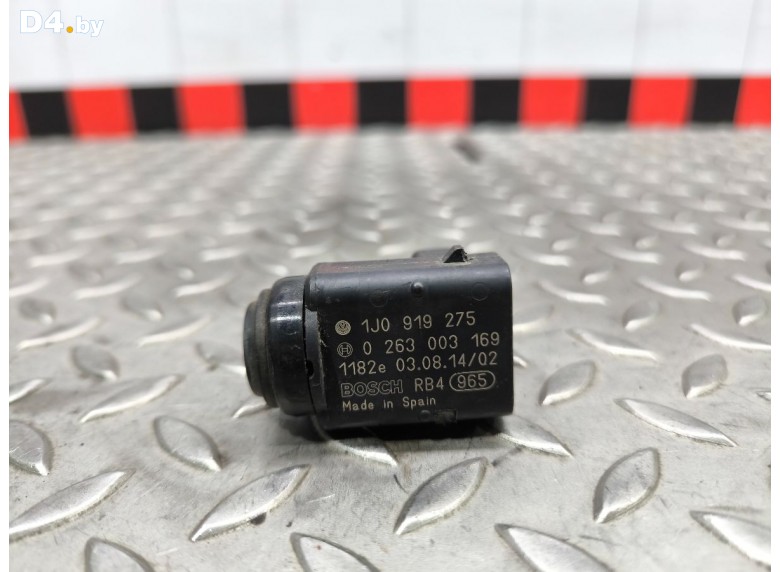 D4.by
1J0 919 275
0 263 003 169
1182e 03.08.14/02
BOSCH RB4 965
Made in Spain